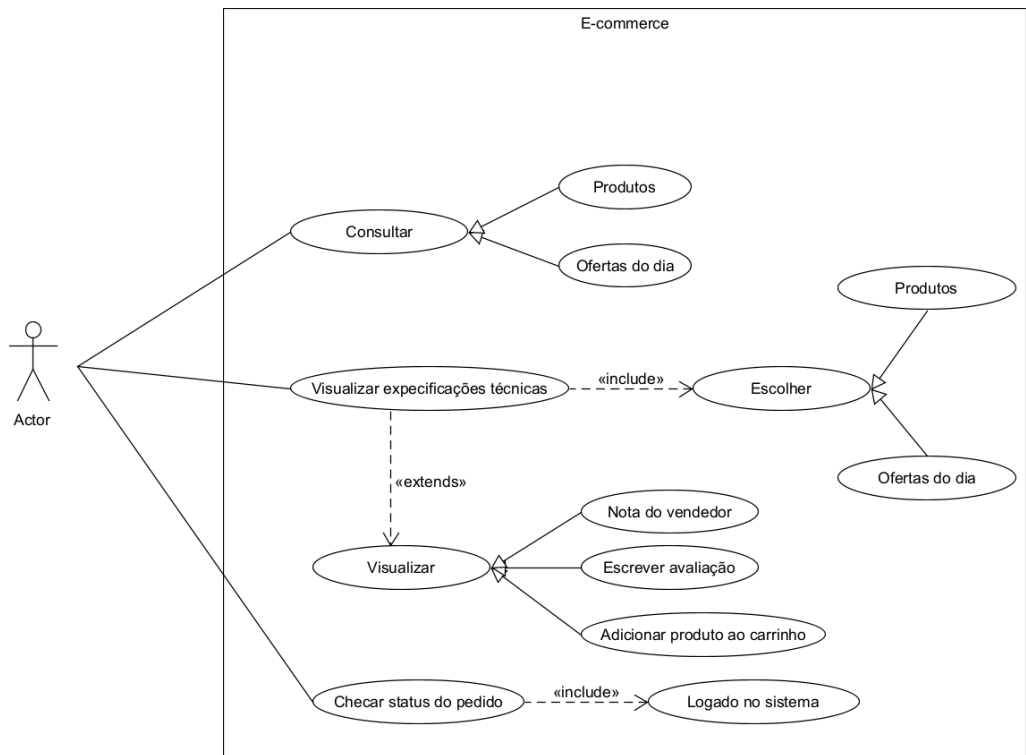 E-commerce
Produtos
Consultar
Ofertas do dia
Produtos
Visualizar expecificações técnicas
«include»
Escolher
Actor
Ofertas do dia
«extends»
Nota do vendedor
Visualizar
Escrever avaliação
Adicionar produto ao carrinho
Checar status do pedido
«include»
Logado no sistema